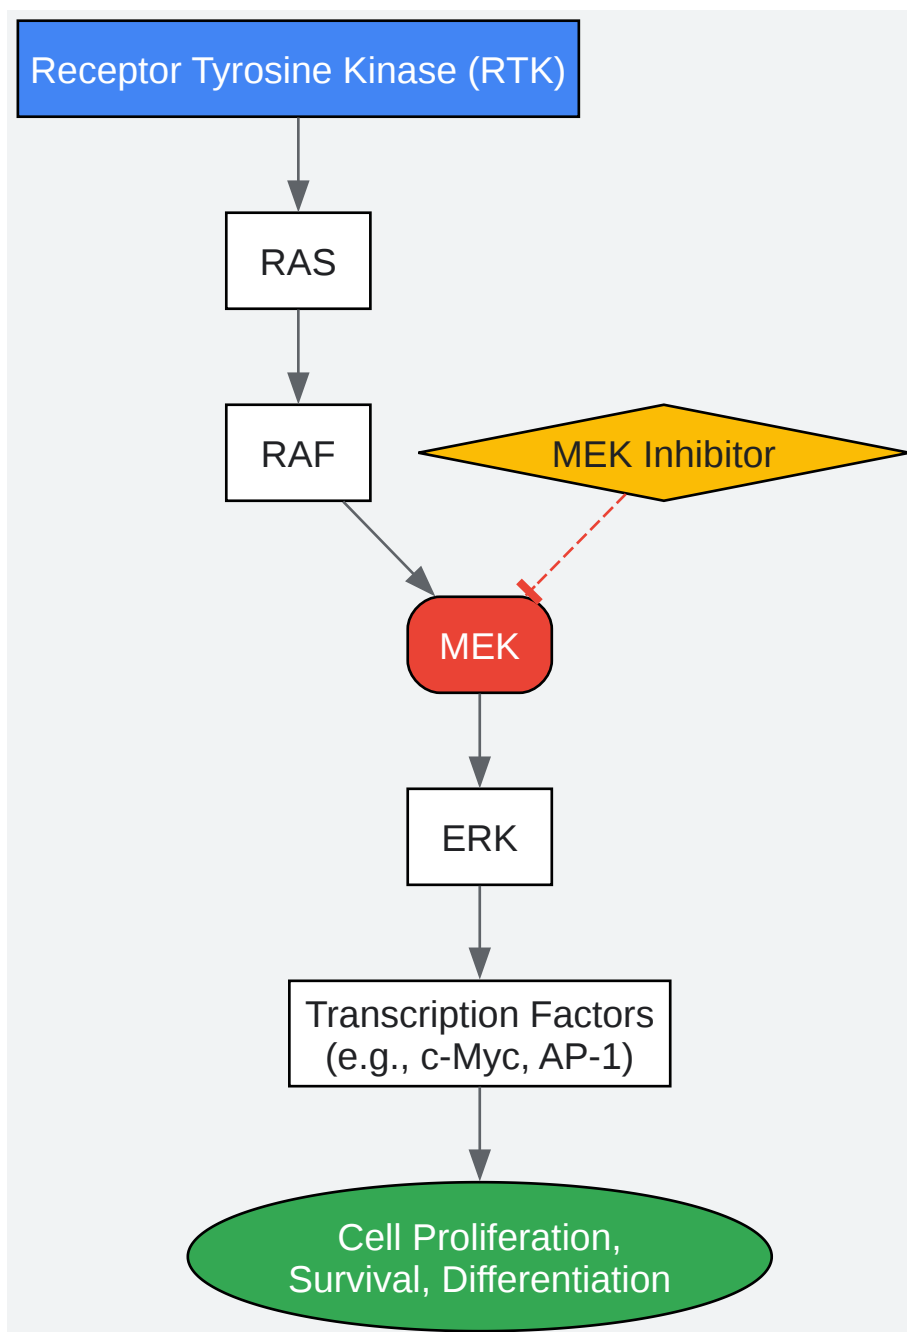 Receptor Tyrosine Kinase (RTK)
RAS
RAF
MEK Inhibitor
MEK
ERK
Transcription Factors
(e.g., c-Myc, AP-1)
Cell Proliferation,
Survival, Differentiation